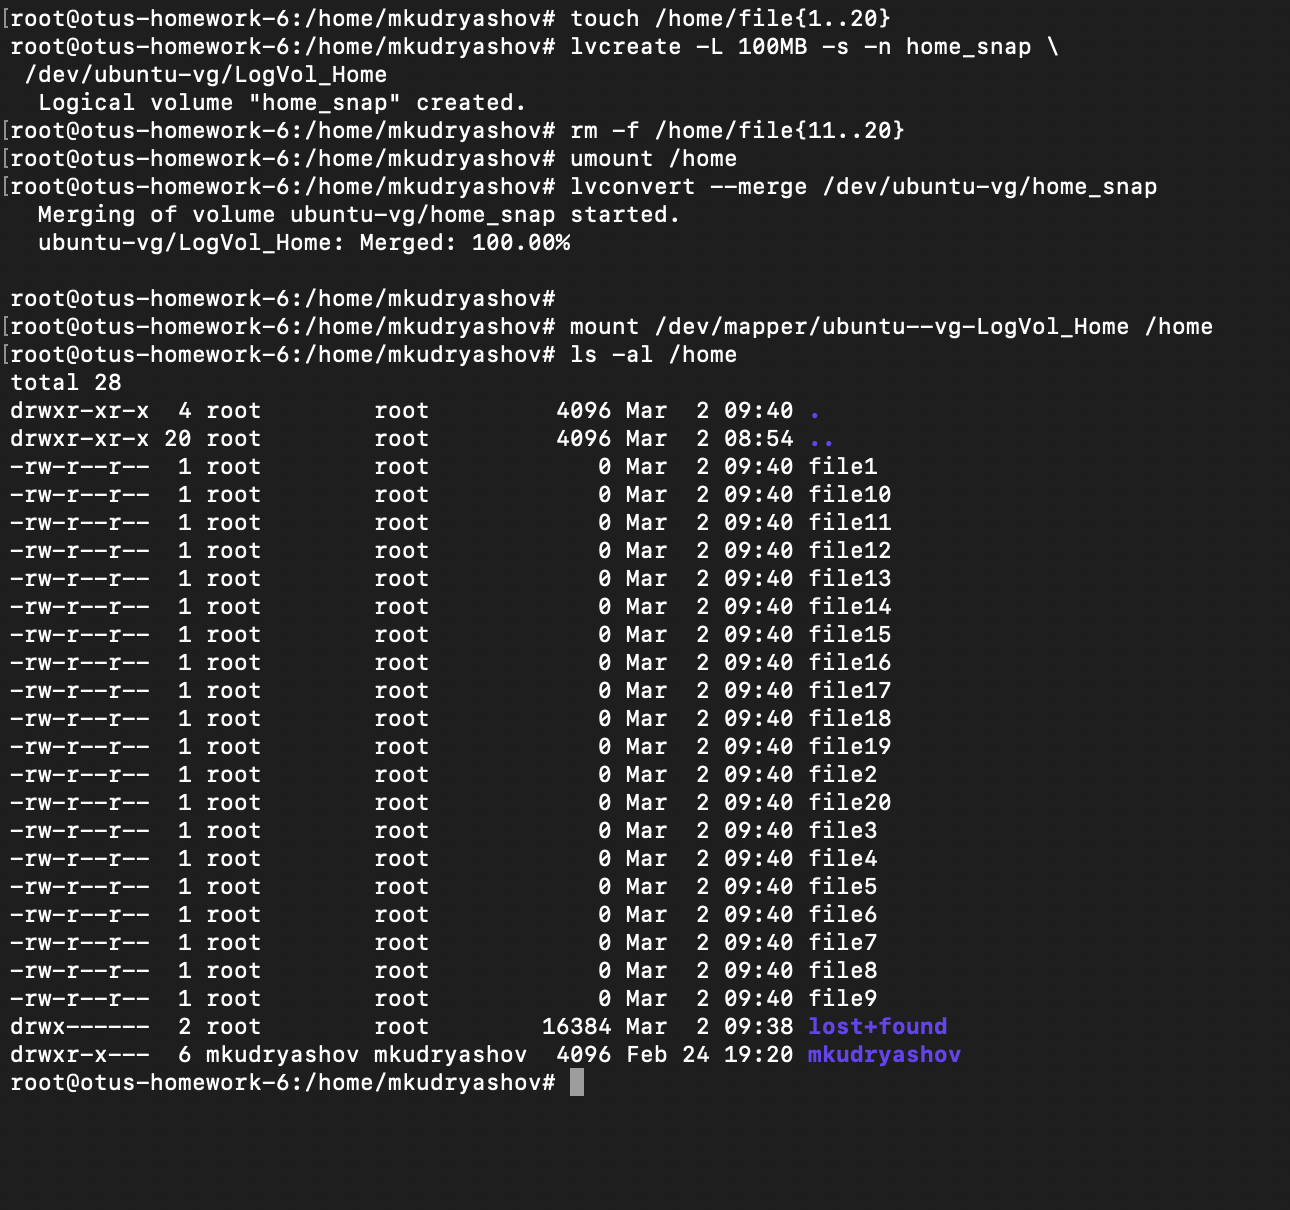 [root@otus-homework-6:/home/mkudryashov# touch /home/file{1..20}
root@otus-homework-6:/home/mkudryashov# lvcreate -L 100MB -s -n home_snap \
 /dev/ubuntu-vg/LogVol_Home
  Logical volume "home_snap" created.
[root@otus-homework-6:/home/mkudryashov# rm -f /home/file{11..20}
[root@otus-homework-6:/home/mkudryashov# umount /home
[root@otus-homework-6:/home/mkudryashov# lvconvert --merge /dev/ubuntu-vg/home_snap
  Merging of volume ubuntu-vg/home_snap started.
  ubuntu-vg/LogVol_Home: Merged: 100.00%

root@otus-homework-6:/home/mkudryashov#
[root@otus-homework-6:/home/mkudryashov# mount /dev/mapper/ubuntu--vg-LogVol_Home /home
[root@otus-homework-6:/home/mkudryashov# ls -al /home
total 28
drwxr-xr-x  4 root        root         4096 Mar  2 09:40 .
drwxr-xr-x 20 root        root         4096 Mar  2 08:54 ..
-rw-r--r--  1 root        root            0 Mar  2 09:40 file1
-rw-r--r--  1 root        root            0 Mar  2 09:40 file10
-rw-r--r--  1 root        root            0 Mar  2 09:40 file11
-rw-r--r--  1 root        root            0 Mar  2 09:40 file12
-rw-r--r--  1 root        root            0 Mar  2 09:40 file13
-rw-r--r--  1 root        root            0 Mar  2 09:40 file14
-rw-r--r--  1 root        root            0 Mar  2 09:40 file15
-rw-r--r--  1 root        root            0 Mar  2 09:40 file16
-rw-r--r--  1 root        root            0 Mar  2 09:40 file17
-rw-r--r--  1 root        root            0 Mar  2 09:40 file18
-rw-r--r--  1 root        root            0 Mar  2 09:40 file19
-rw-r--r--  1 root        root            0 Mar  2 09:40 file2
-rw-r--r--  1 root        root            0 Mar  2 09:40 file20
-rw-r--r--  1 root        root            0 Mar  2 09:40 file3
-rw-r--r--  1 root        root            0 Mar  2 09:40 file4
-rw-r--r--  1 root        root            0 Mar  2 09:40 file5
-rw-r--r--  1 root        root            0 Mar  2 09:40 file6
-rw-r--r--  1 root        root            0 Mar  2 09:40 file7
-rw-r--r--  1 root        root            0 Mar  2 09:40 file8
-rw-r--r--  1 root        root            0 Mar  2 09:40 file9
drwx------  2 root        root        16384 Mar  2 09:38 lost+found
drwxr-x---  6 mkudryashov mkudryashov  4096 Feb 24 19:20 mkudryashov
root@otus-homework-6:/home/mkudryashov#